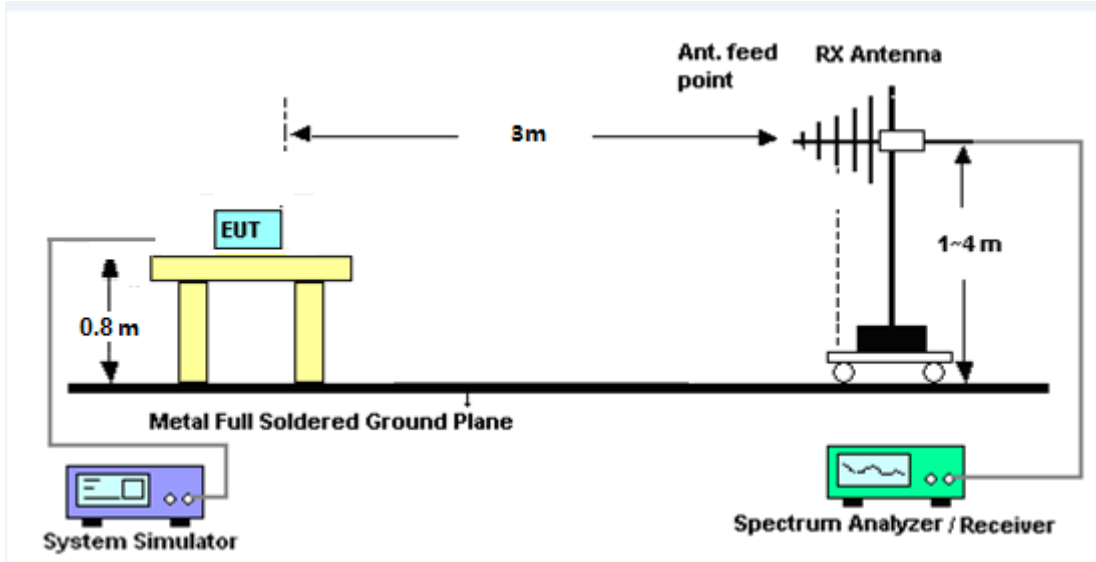 Ant. feed
point
RX Antenna
3m
EUT
1~4 m
0.8 m
Metal Full Soldered Ground Plane
System Simulator
Spectrum Analyzer / Receiver